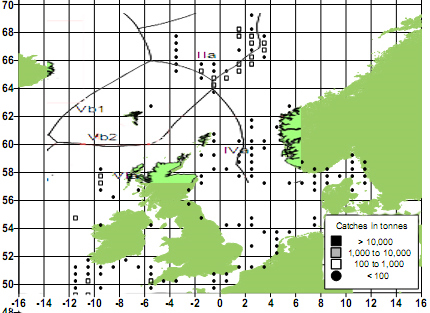 70
68
66
64
62
60
58
56
54
52
50
48
IIa
Vb1
Vb2
Catches in tonnes
> 10,000
1,000 to 10,000
100 to 1,000
< 100
-16 -14 -12 -10 -8 -6 -4 -2 0 2 4 6 8 10 12 14 16